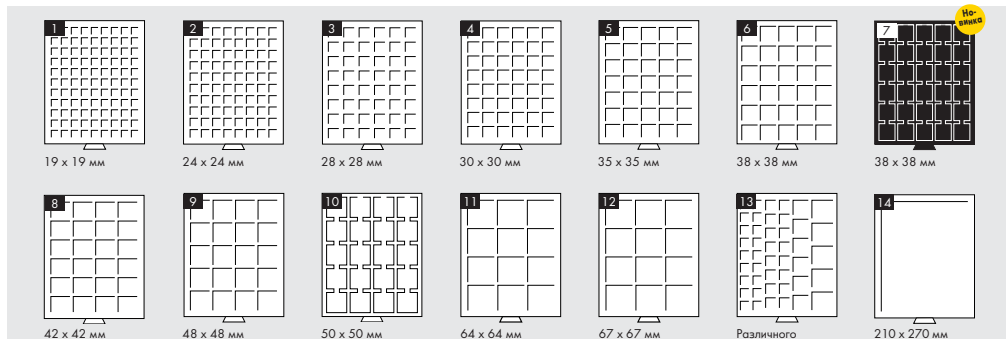 1
2
3
4
5
6
7
Но-
винка
19 x 19 мм
24 x 24 мм
28 x 28 мм
30 x 30 мм
35 x 35 мм
38 x 38 мм
38 x 38 мм
8
9
10
11
12
13
14
42 x 42 мм
48 x 48 мм
50 x 50 мм
64 x 64 мм
67 x 67 мм
Различного
210 x 270 мм